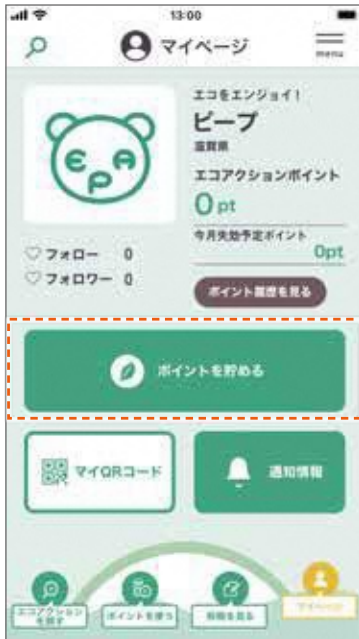 13:00
マイページ
menu
エコをエンジョイ!
ピープ
滋賀県
エコアクションポイント
0 pt
今月失効予定ポイント
0pt
EAP
フォロー 0
フォロワー 0
ポイント履歴を見る
ポイントを貯める
マイQRコード
通知情報
エコアクション
を探す
ポイントを使う
投稿を見る
マイページ